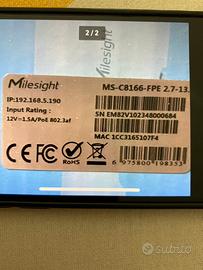 2/2
Milesight
MS-C8166-FPE 2.7-13.
IP:192.168.5.190
Input Rating:
12V⎓1.5A/PoE 802.3af
SN EM82V102348000684
MAC 1CC3165107F4
CE FC RoHS
6 975800 198353
subito